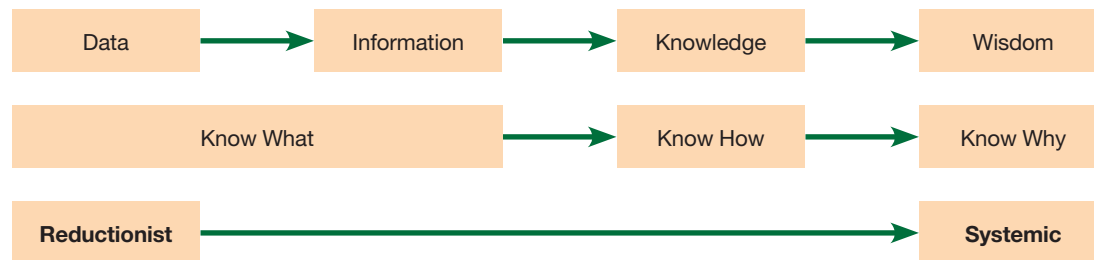 Data Information Knowledge Wisdom
Know What Know How Know Why
Reductionist Systemic